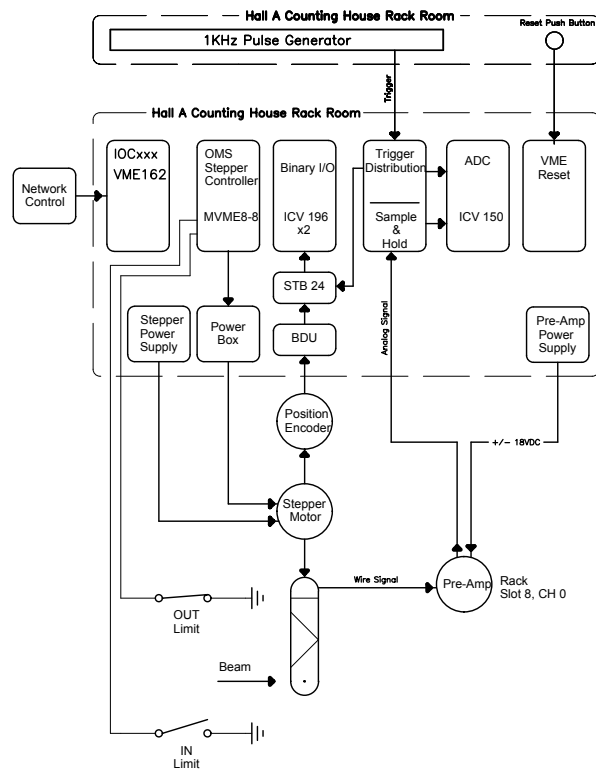 Hall A Counting House Rack Room
Reset Push Button
1KHz Pulse Generator
Trigger
Hall A Counting House Rack Room
Network
Control
IOCxxx
VME162
OMS
Stepper
Controller
MVME8-8
Binary I/O
ICV 196
x2
Trigger
Distribution
Sample
&
Hold
ADC
ICV 150
VME
Reset
STB 24
Stepper
Power
Supply
Power
Box
BDU
Analog Signal
Pre-Amp
Power
Supply
Position
Encoder
+/- 18VDC
Stepper
Motor
Wire Signal
Pre-Amp
Rack
Slot 8, CH 0
OUT
Limit
Beam
IN
Limit